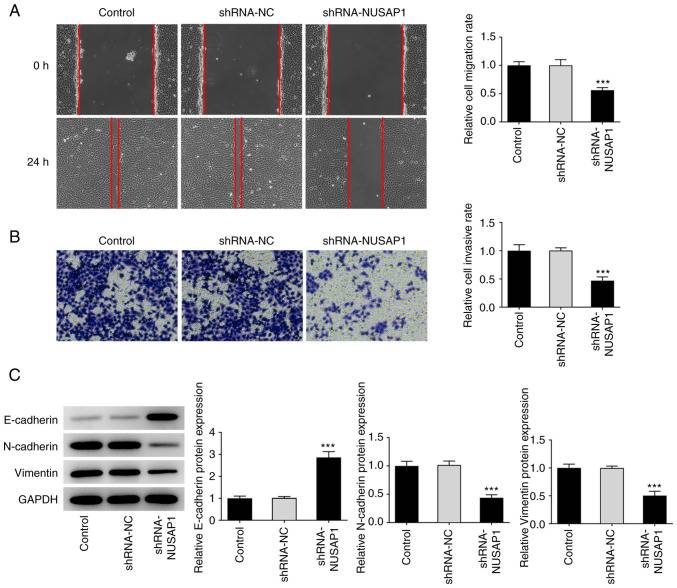 A
Control
shRNA-NC
shRNA-NUSAP1
0 h
24 h
Relative cell migration rate
1.5
1.0
0.5
0.0
***
Control
shRNA-NC
shRNA-
NUSAP1
B
Control
shRNA-NC
shRNA-NUSAP1
Relative cell invasive rate
1.5
1.0
0.5
0.0
***
Control
shRNA-NC
shRNA-
NUSAP1
C
E-cadherin
N-cadherin
Vimentin
GAPDH
Control
shRNA-NC
shRNA-
NUSAP1
Relative E-cadherin protein expression
4
3
2
1
0
***
Control
shRNA-NC
shRNA-
NUSAP1
Relative N-cadherin protein expression
1.5
1.0
0.5
0.0
***
Control
shRNA-NC
shRNA-
NUSAP1
Relative Vimentin protein expression
1.5
1.0
0.5
0.0
***
Control
shRNA-NC
shRNA-
NUSAP1